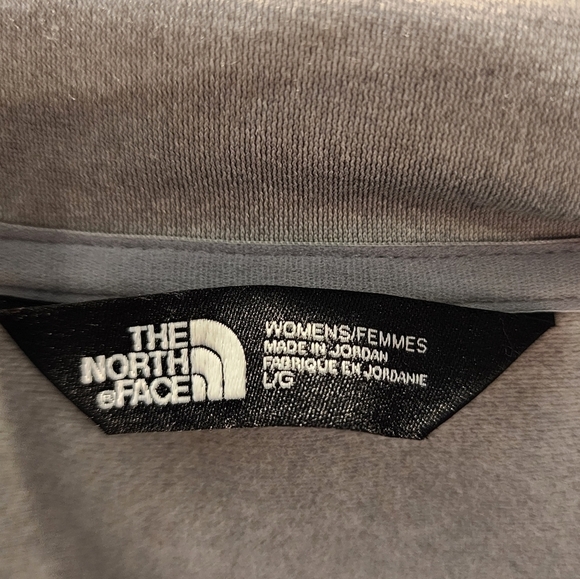 THE
NORTH
®FACE
WOMENS/FEMMES
MADE IN JORDAN
FABRIQUE EN JORDANIE
L/G